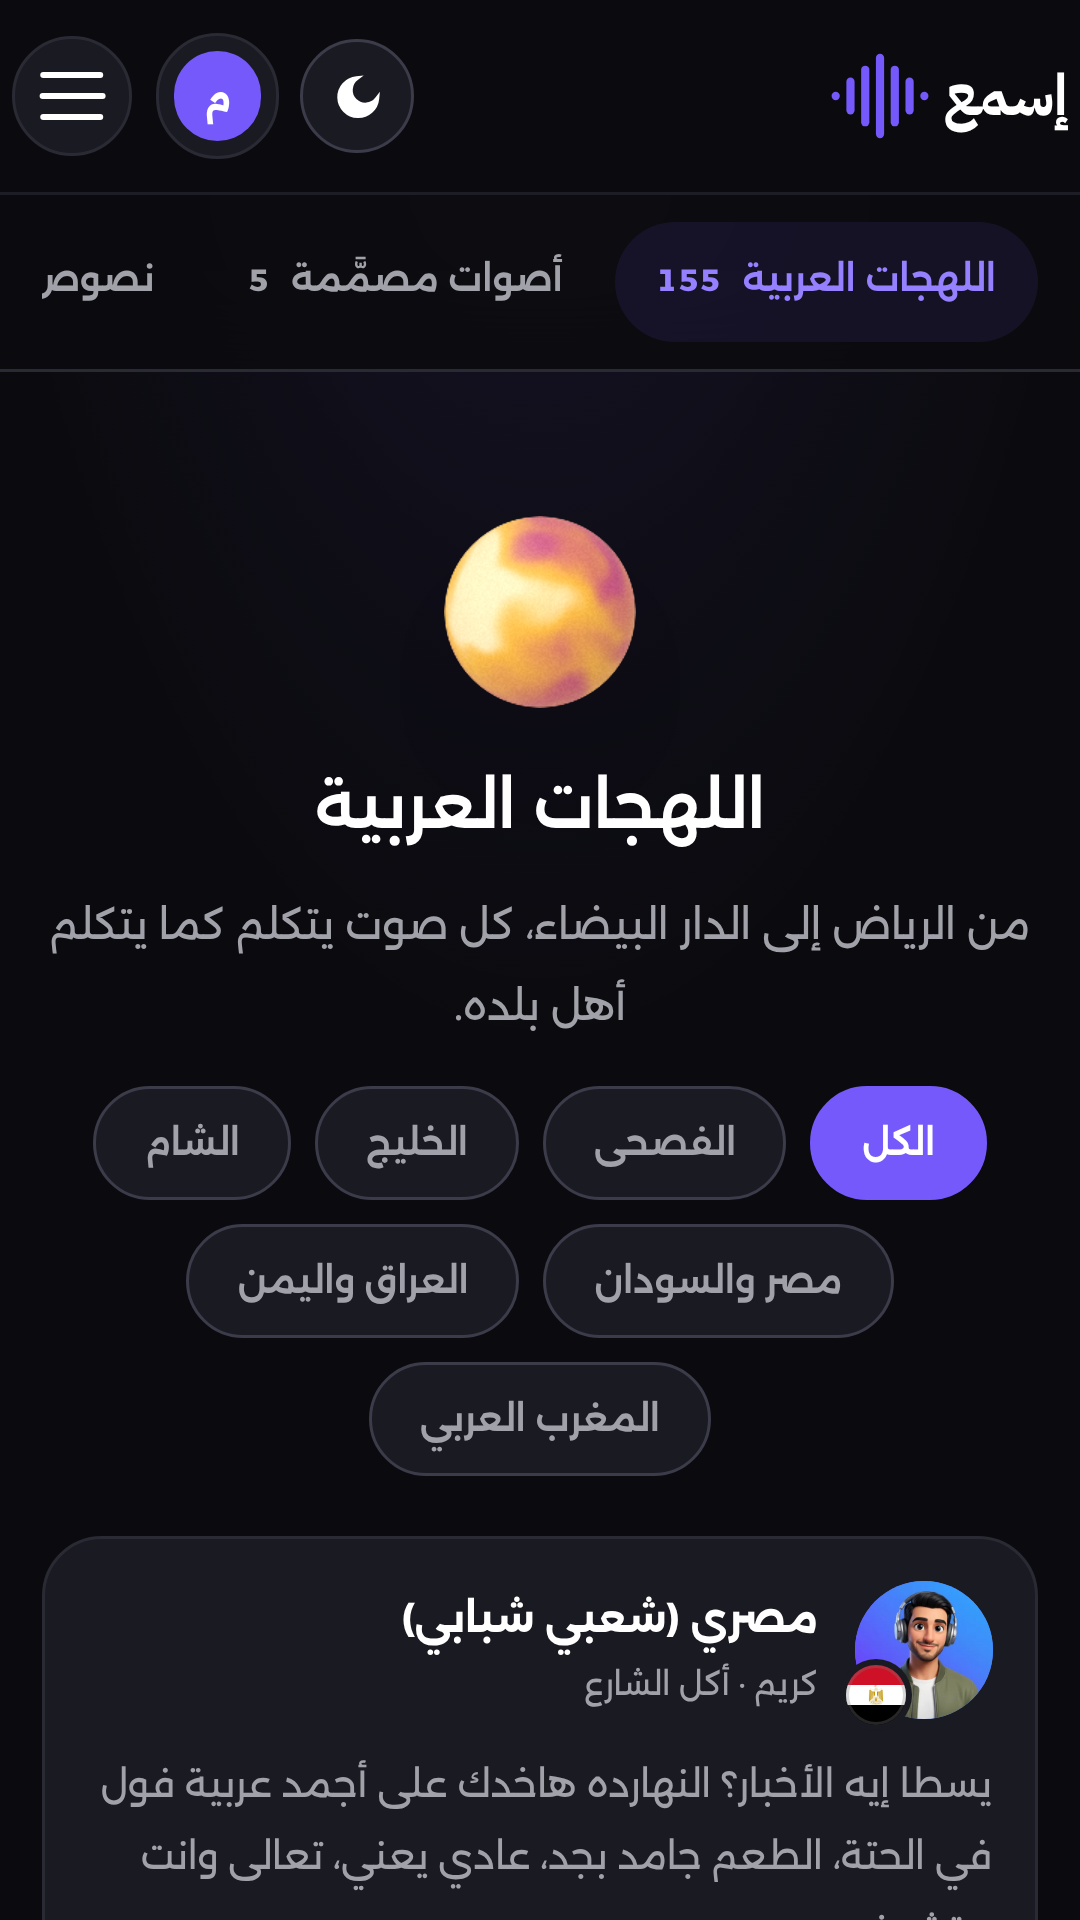 إسمع
م
اللهجات العربية 155
أصوات مصمَّمة 5
نصوص
اللهجات العربية
من الرياض إلى الدار البيضاء، كل صوت يتكلم كما يتكلم
أهل بلده.
الكل الفصحى الخليج الشام
مصر والسودان العراق واليمن
المغرب العربي
مصري (شعبي شبابي)
كريم · أكل الشارع
يسطا إيه الأخبار؟ النهارده هاخدك على أجمد عربية فول
في الحتة، الطعم جامد بجد، عادي يعني، تعالى وانت